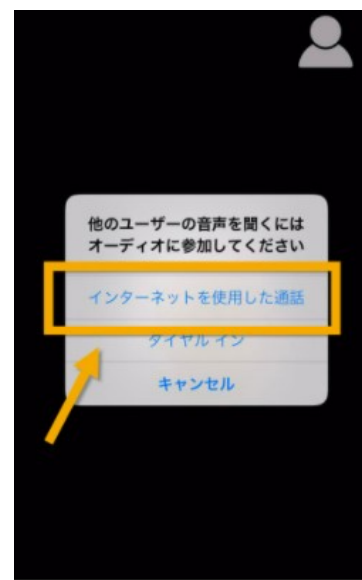 他のユーザーの音声を聞くには
オーディオに参加してください
インターネットを使用した通話
ダイヤル イン
キャンセル